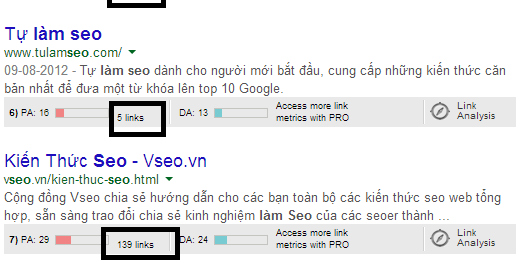 Tự làm seo
www.tulamseo.com/
09-08-2012 - Tự làm seo dành cho người mới bắt đầu, cung cấp những kiến thức căn
bản nhất để đưa một từ khóa lên top 10 Google.
6) PA: 16 5 links DA: 13 Access more link metrics with PRO Link Analysis
Kiến Thức Seo - Vseo.vn
vseo.vn/kien-thuc-seo.html
Cộng đồng Vseo chia sẻ hướng dẫn cho các bạn toàn bộ các kiến thức seo web tổng
hợp, sẵn sàng trao đổi chia sẻ kinh nghiệm làm Seo của các seoer thành ...
7) PA: 29 139 links DA: 24 Access more link metrics with PRO Link Analysis